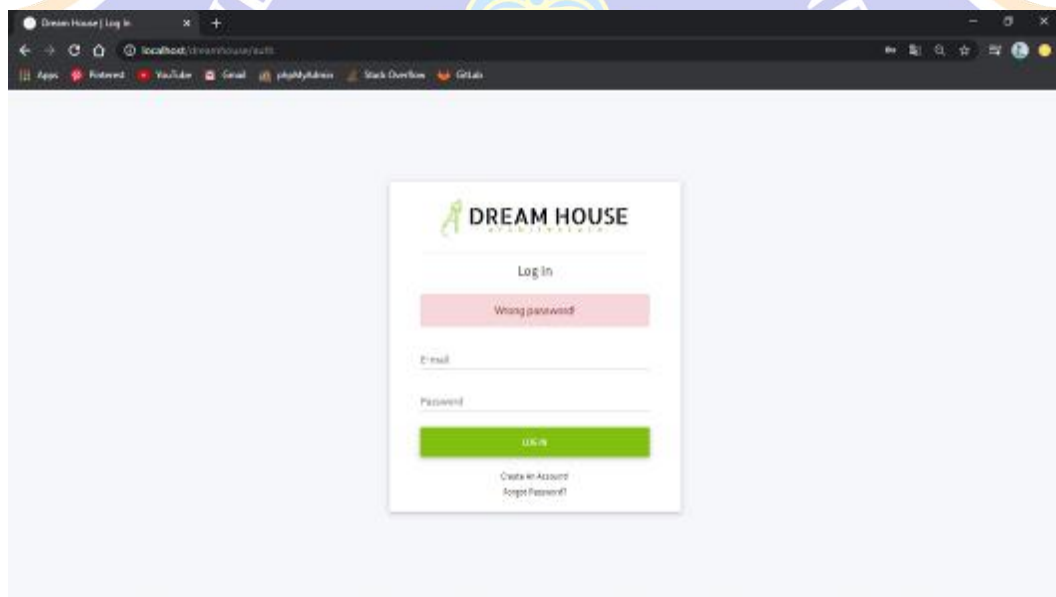 Dream House | Log In
localhost/dreamhouse/auth
Apps Pinterest YouTube Gmail phpMyAdmin Stack Overflow GitLab
DREAM HOUSE
Log In
Wrong password!
E-mail
Password
LOG IN
Create An Account!
Forgot Password?